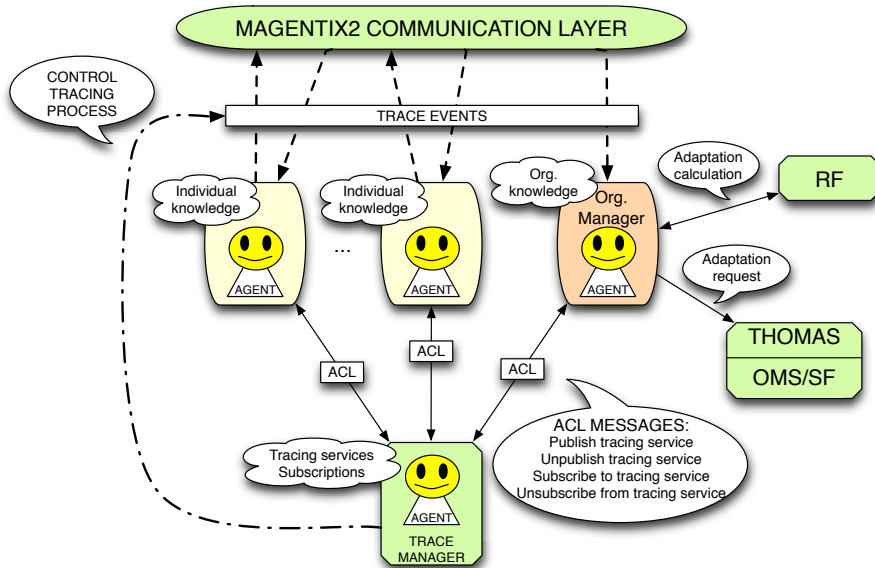 MAGENTIX2 COMMUNICATION LAYER
CONTROL
TRACING
PROCESS
TRACE EVENTS
Individual
knowledge
Individual
knowledge
Org.
knowledge
Org.
Manager
Adaptation
calculation
RF
...
AGENT
AGENT
AGENT
Adaptation
request
THOMAS
OMS/SF
ACL
ACL
ACL
ACL MESSAGES:
Publish tracing service
Unpublish tracing service
Subscribe to tracing service
Unsubscribe from tracing service
Tracing services
Subscriptions
AGENT
TRACE
MANAGER